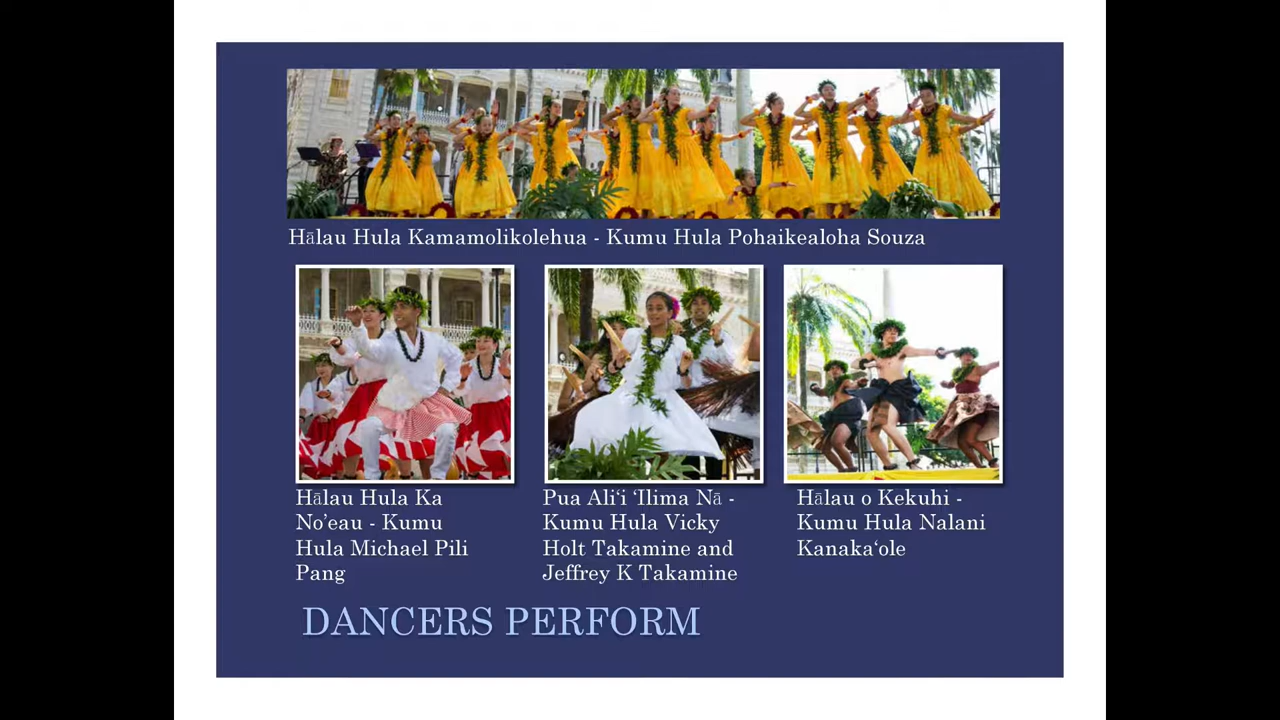 Hālau Hula Kamamolikolehua - Kumu Hula Pohaikealoha Souza
Hālau Hula Ka
No’eau - Kumu
Hula Michael Pili
Pang
Pua Ali‘i ‘Ilima Nā -
Kumu Hula Vicky
Holt Takamine and
Jeffrey K Takamine
Hālau o Kekuhi -
Kumu Hula Nalani
Kanaka‘ole
DANCERS PERFORM